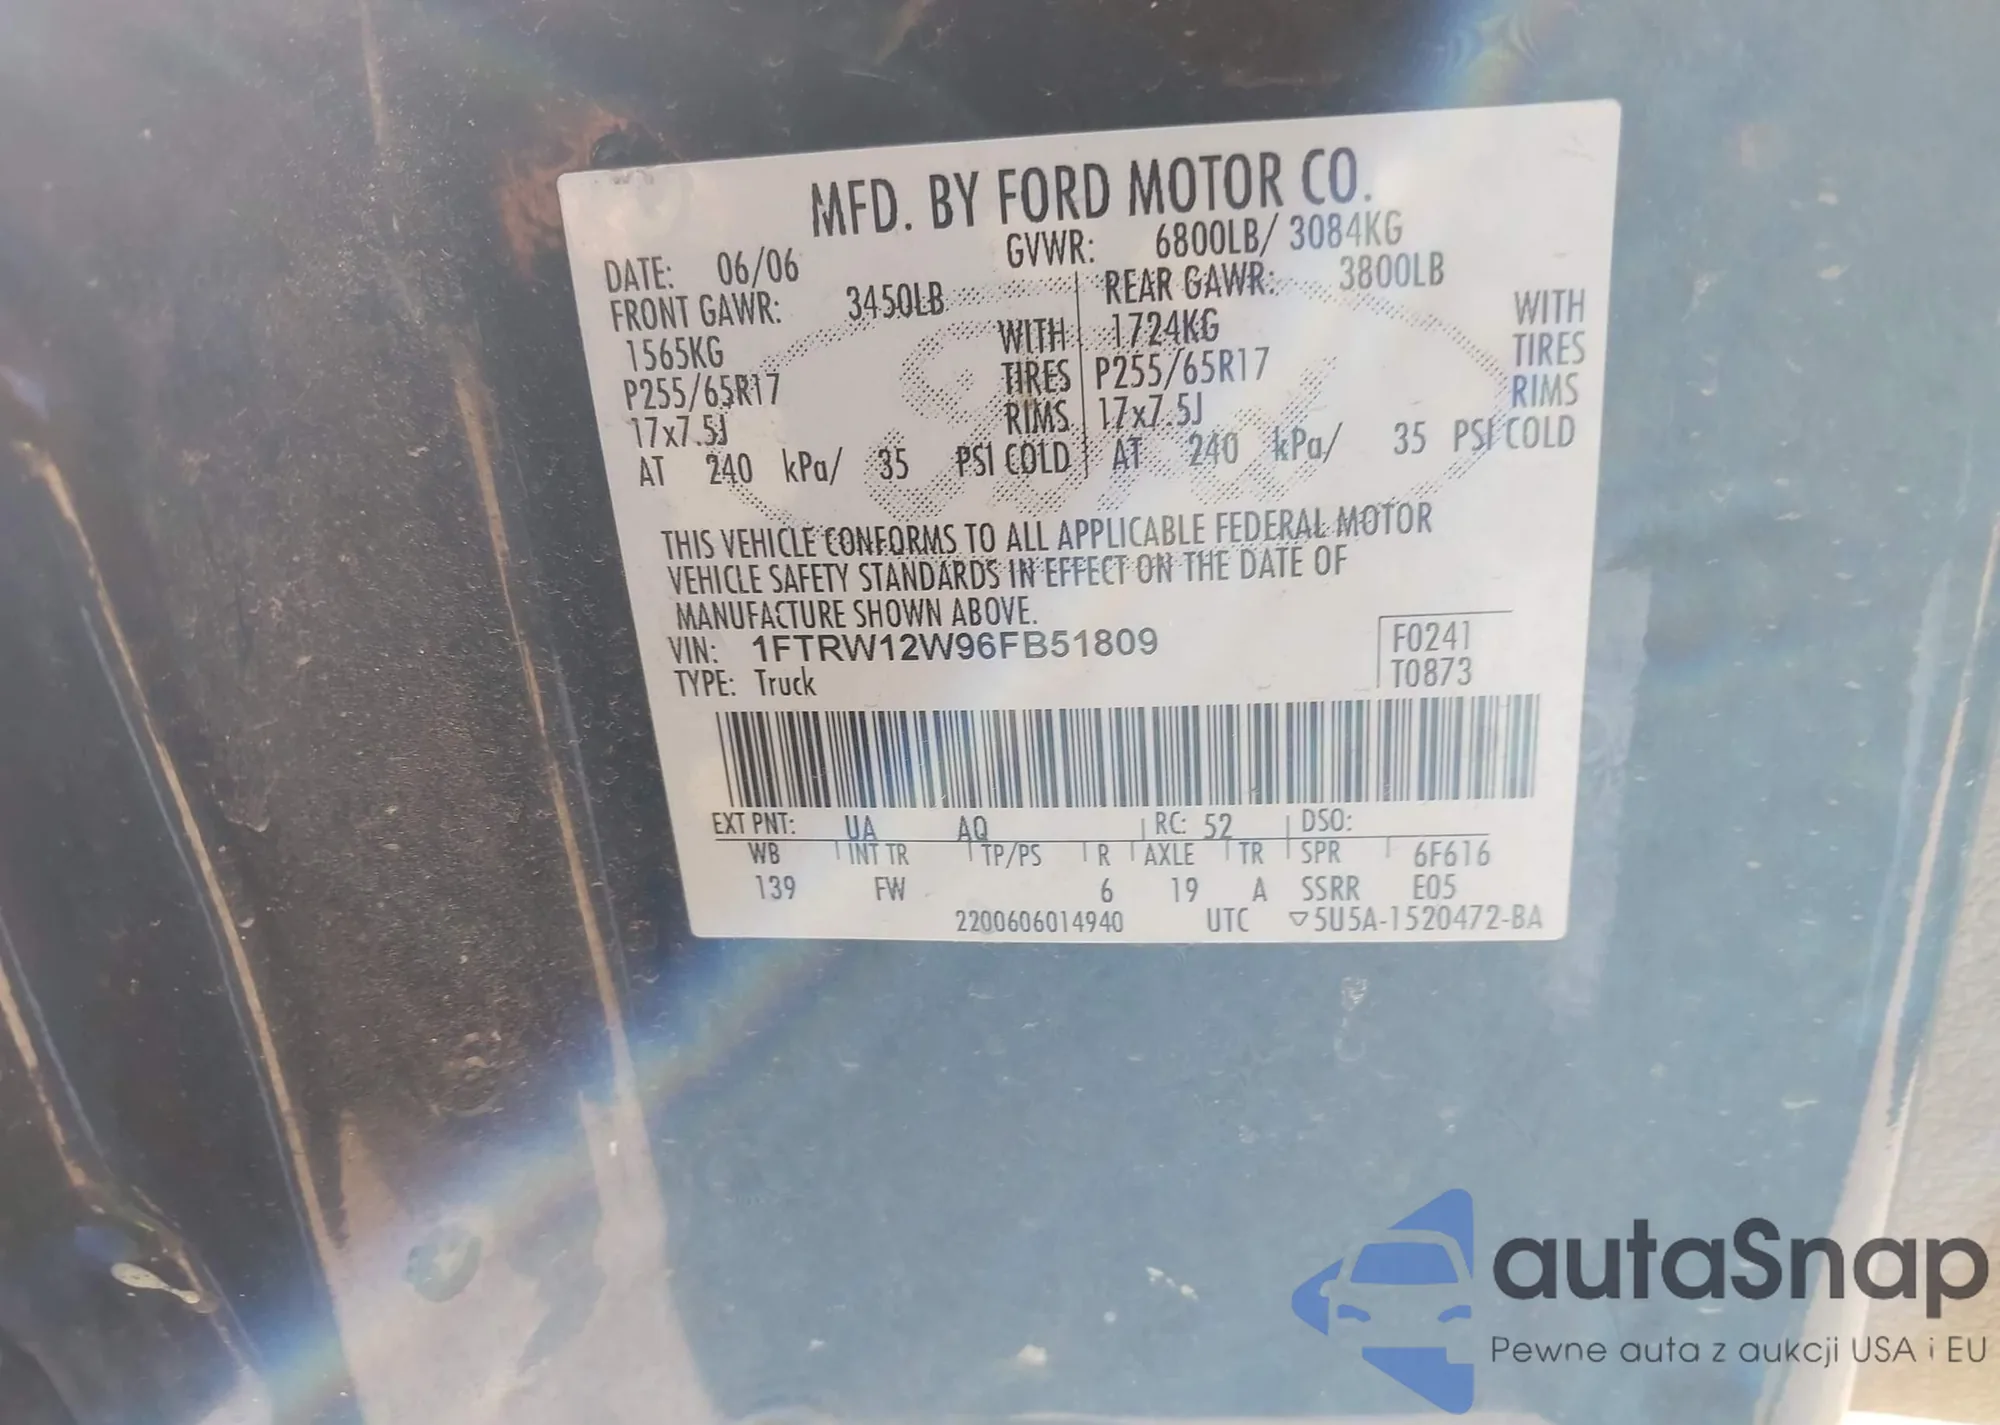 MFD. BY FORD MOTOR CO.
DATE: 06/06 GVWR: 6800LB/ 3084KG
FRONT GAWR: 3450LB REAR GAWR: 3800LB
1565KG WITH 1724KG WITH
P255/65R17 TIRES P255/65R17 TIRES
17x7.5J RIMS 17x7.5J RIMS
AT 240 kPa/ 35 PSI COLD AT 240 kPa/ 35 PSI COLD
THIS VEHICLE CONFORMS TO ALL APPLICABLE FEDERAL MOTOR
VEHICLE SAFETY STANDARDS IN EFFECT ON THE DATE OF
MANUFACTURE SHOWN ABOVE.
VIN: 1FTRW12W96FB51809 F0241
TYPE: Truck T0873
EXT PNT: UA AQ RC: 52 DSO:
WB INT TR TP/PS R AXLE TR SPR 6F616
139 FW 6 19 A SSRR E05
2200606014940 UTC ▽5U5A-1520472-BA
autaSnap
Pewne auta z aukcji USA i EU